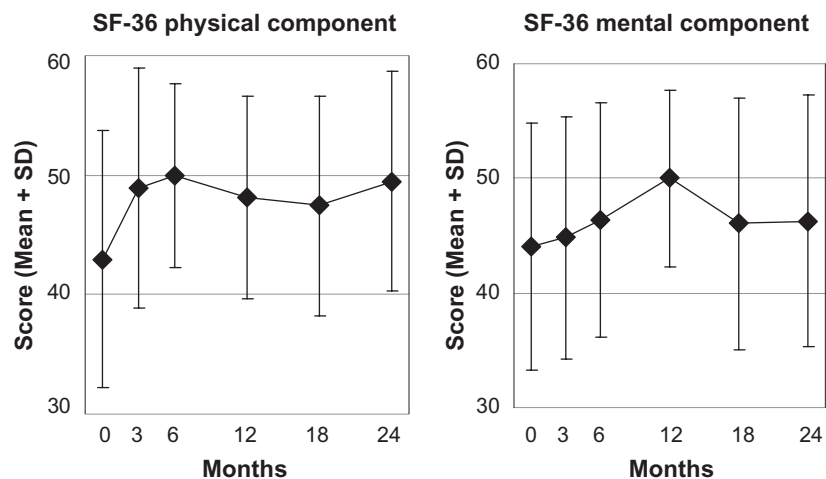 SF-36 physical component
60
50
40
30
Score (Mean + SD)
0 3 6 12 18 24
Months
SF-36 mental component
60
50
40
30
Score (Mean + SD)
0 3 6 12 18 24
Months